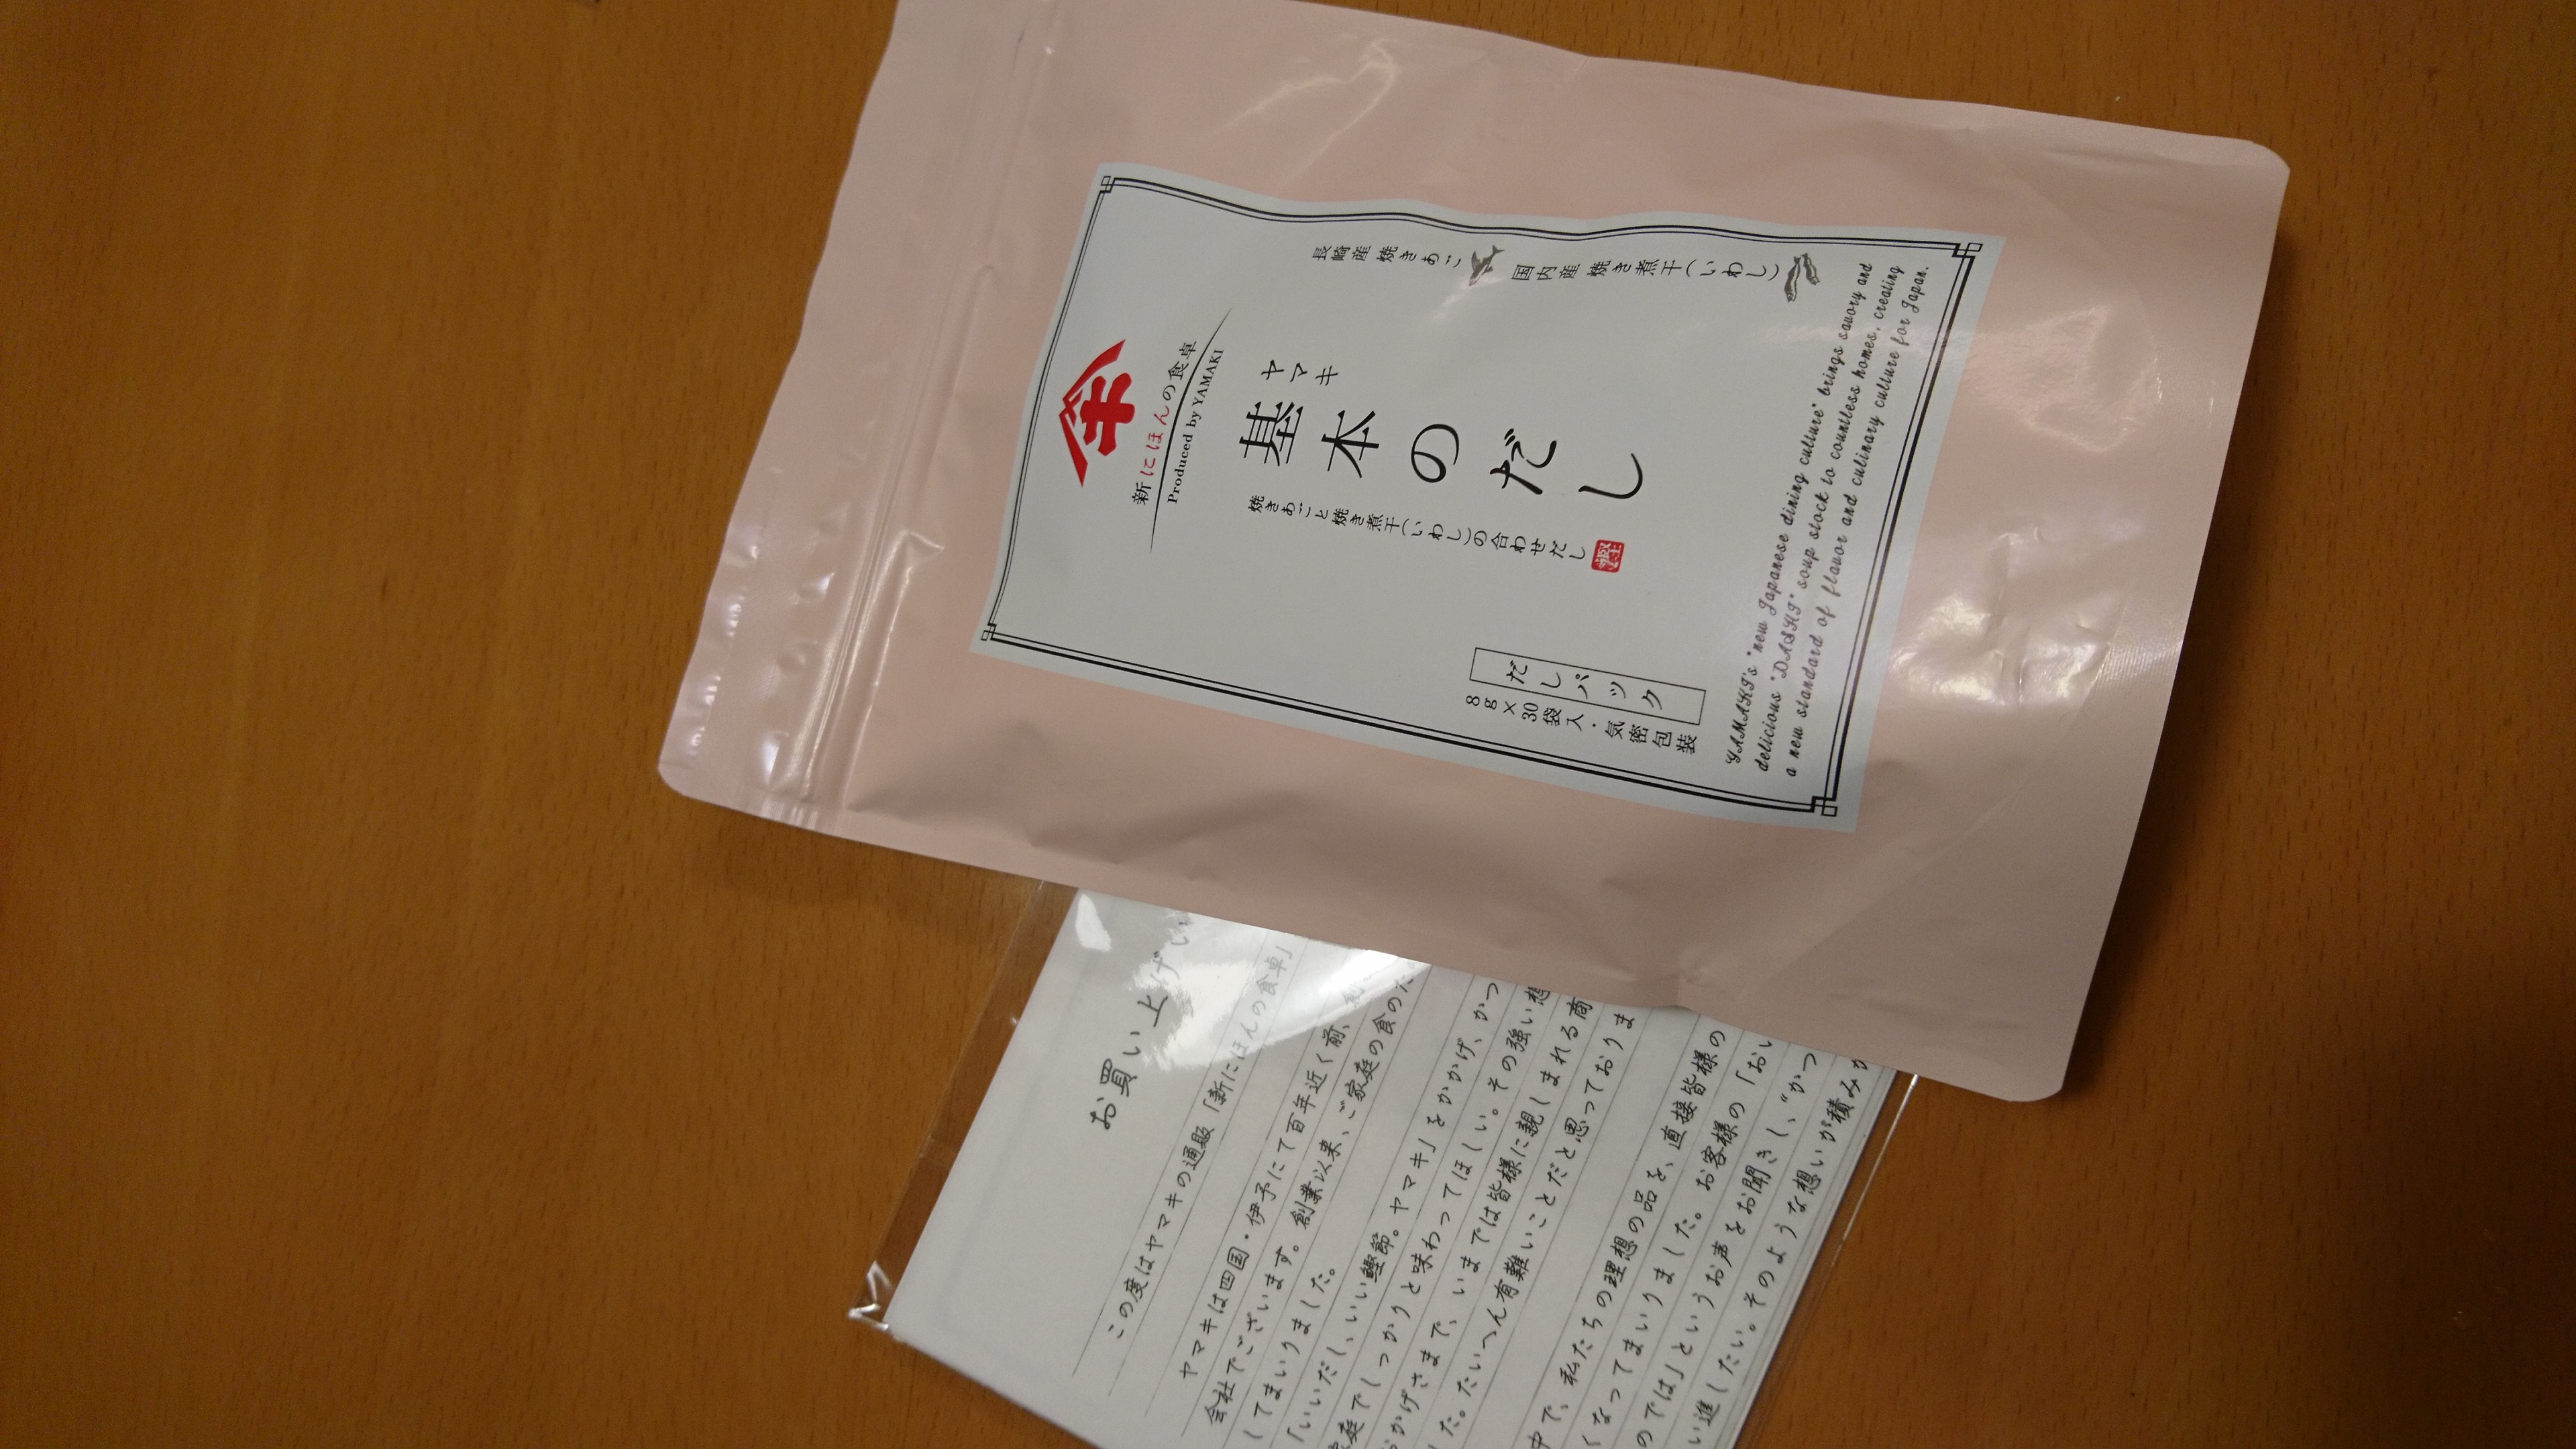 キ
新にほんの食卓
Produced by YAMAKI
長崎産 焼きあご
国内産 焼き煮干(いわし)
ヤマキ
基本のだし
焼きあごと焼き煮干(いわし)の合わせだし
鰹
だしパック
8g×30袋入・気密包装
YAMAKI's "new Japanese dining culture" brings savory and
delicious "DASHI" soup stock to countless homes, creating
a new standard of flavor and culinary culture for Japan.
お買い上げい
この度はヤマキの通販「新にほんの食卓」
ヤマキは四国・伊予にて百年近く前、
会社でございます。創業以来、ご家庭の食のだ
してまいりました。
「いいだし、いい鰹節。ヤマキ」をかかげ、かつ
家庭でしっかりと味わってほしい。その強い想
おかげさまで、いまでは皆様に親しまれる商
した。たいへん有難いことだと思っておりま
中で、私たちの理想の品を、直接皆様の
くなってまいりました。お客様の「おい
のでは」というお声をお聞きし、"かつ
い進したい。そのような想いが積み